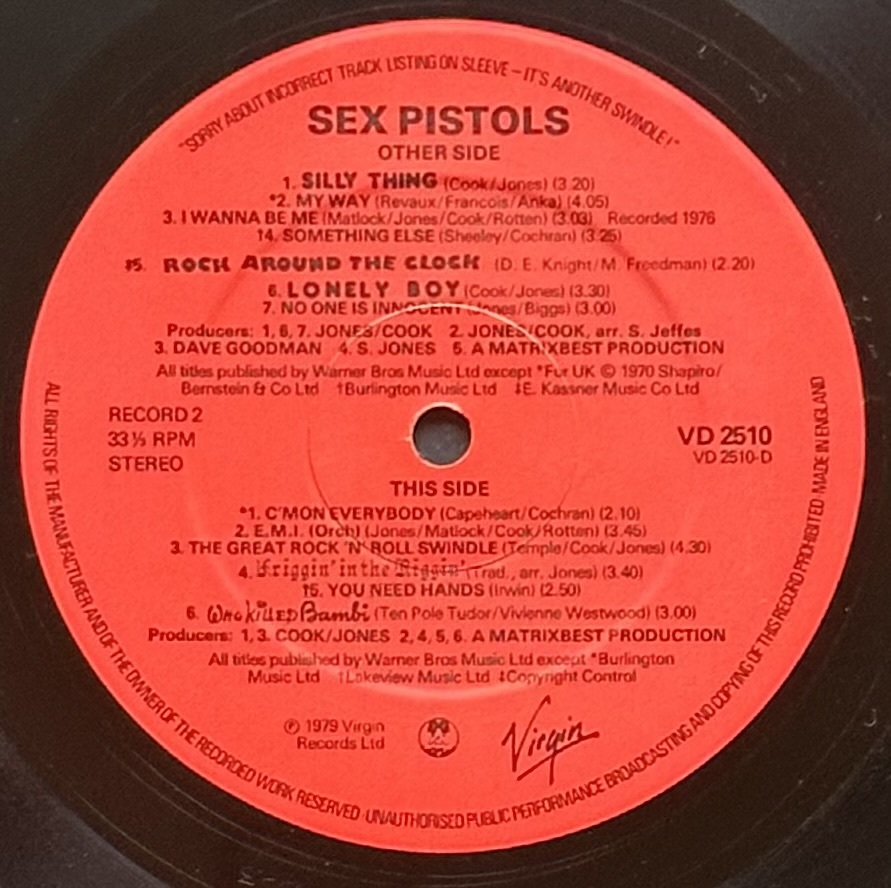 "SORRY ABOUT INCORRECT TRACK LISTING ON SLEEVE – IT'S ANOTHER SWINDLE!"
SEX PISTOLS
OTHER SIDE
1. SILLY THING (Cook/Jones) (3.20)
*2. MY WAY (Revaux/Francois/Anka) (4.05)
3. I WANNA BE ME (Matlock/Jones/Cook/Rotten) (3.03) Recorded 1976
†4. SOMETHING ELSE (Sheeley/Cochran) (3.25)
‡5. ROCK AROUND THE CLOCK (D. E. Knight/M. Freedman) (2.20)
6. LONELY BOY (Cook/Jones) (3.30)
7. NO ONE IS INNOCENT (Jones/Biggs) (3.00)
Producers: 1, 6, 7. JONES/COOK 2. JONES/COOK, arr. S. Jeffes
3. DAVE GOODMAN 4. S. JONES 5. A MATRIXBEST PRODUCTION
All titles published by Warner Bros Music Ltd except *For UK © 1970 Shapiro/
Bernstein & Co Ltd †Burlington Music Ltd ‡E. Kassner Music Co Ltd
RECORD 2
33⅓ RPM
STEREO
VD 2510
VD 2510-D
THIS SIDE
*1. C'MON EVERYBODY (Capeheart/Cochran) (2.10)
2. E.M.I. (Orch) (Jones/Matlock/Cook/Rotten) (3.45)
3. THE GREAT ROCK 'N' ROLL SWINDLE (Temple/Cook/Jones) (4.30)
4. Friggin' in the Riggin' (Trad., arr. Jones) (3.40)
†5. YOU NEED HANDS (Irwin) (2.50)
6. Who KillED Bambi (Ten Pole Tudor/Vivienne Westwood) (3.00)
Producers: 1, 3. COOK/JONES 2, 4, 5, 6. A MATRIXBEST PRODUCTION
All titles published by Warner Bros Music Ltd except *Burlington
Music Ltd †Lakeview Music Ltd ‡Copyright Control
℗ 1979 Virgin
Records Ltd
Virgin
ALL RIGHTS OF THE MANUFACTURER AND OF THE OWNER OF THE RECORDED WORK RESERVED · UNAUTHORISED PUBLIC PERFORMANCE BROADCASTING AND COPYING OF THIS RECORD PROHIBITED · MADE IN ENGLAND